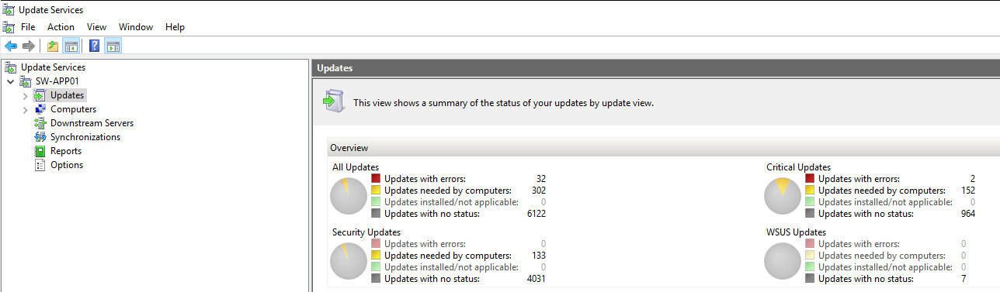 Update Services
File Action View Window Help
Update Services
SW-APP01
Updates
Computers
Downstream Servers
Synchronizations
Reports
Options
Updates
This view shows a summary of the status of your updates by update view.
Overview
All Updates
Updates with errors: 32
Updates needed by computers: 302
Updates installed/not applicable: 0
Updates with no status: 6122
Critical Updates
Updates with errors: 2
Updates needed by computers: 152
Updates installed/not applicable: 0
Updates with no status: 964
Security Updates
Updates with errors: 0
Updates needed by computers: 133
Updates installed/not applicable: 0
Updates with no status: 4031
WSUS Updates
Updates with errors: 0
Updates needed by computers: 0
Updates installed/not applicable: 0
Updates with no status: 7